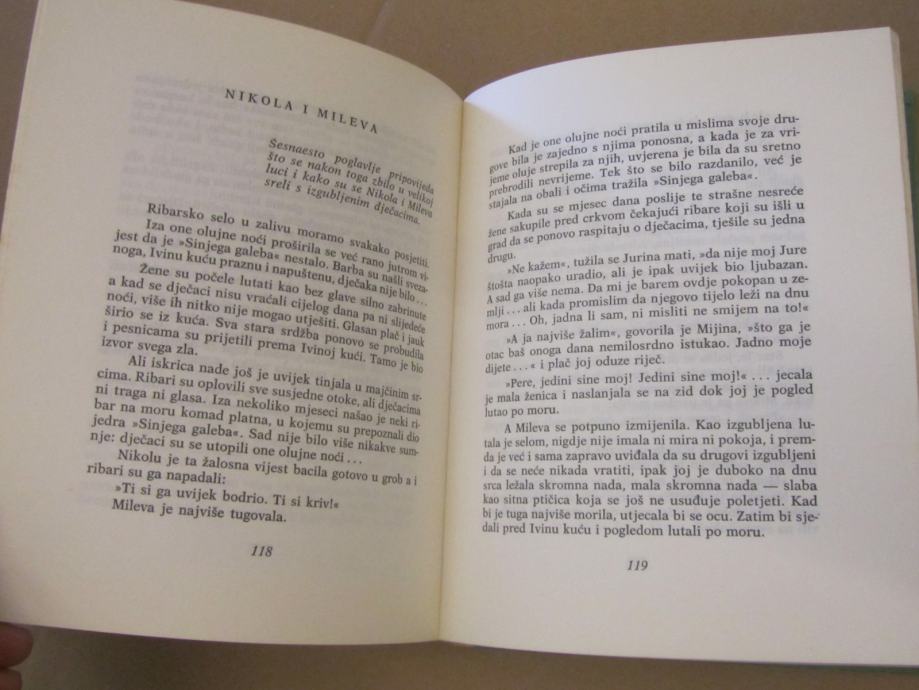 NIKOLA I MILEVA
Šesnaesto poglavlje pripovijeda
što se nakon toga zbilo u velikoj
luci i kako su se Nikola i Mileva
sreli s izgubljenim dječacima.
Ribarsko selo u zalivu moramo svakako posjetiti.
Iza one olujne noći proširila se već rano jutrom vi-
jest da je »Sinjega galeba« nestalo. Barba su našli sveza-
noga, Ivinu kuću praznu i napuštenu, dječaka nije bilo...
Žene su počele lutati kao bez glave silno zabrinute
a kad se dječaci nisu vraćali cijelog dana pa ni slijedeće
noći, više ih nitko nije mogao utješiti. Glasan plač i jauk
širio se iz kuća. Sva stara srdžba ponovo se probudila
i pesnicama su prijetili prema Ivinoj kući. Tamo je bio
izvor svega zla.
Ali iskrica nade još je uvijek tinjala u majčinim sr-
cima. Ribari su oplovili sve susjedne otoke, ali dječacima
ni traga ni glasa. Iza nekoliko mjeseci našao je neki ri-
bar na moru komad platna, u kojemu su prepoznali dio
jedra »Sinjega galeba«. Sad nije bilo više nikakve sum-
nje: dječaci su se utopili one olujne noći...
Nikolu je ta žalosna vijest bacila gotovo u grob a i
ribari su ga napadali:
»Ti si ga uvijek bodrio. Ti si kriv!«
Mileva je najviše tugovala.
118
Kad je one olujne noći pratila u mislima svoje dru-
gove bila je zajedno s njima ponosna, a kada je za vri-
jeme oluje strepila za njih, uvjerena je bila da su sretno
prebrodili nevrijeme. Tek što se bilo razdanilo, već je
stajala na obali i očima tražila »Sinjega galeba«.
Kada su se mjesec dana poslije te strašne nesreće
žene sakupile pred crkvom čekajući ribare koji su išli u
grad da se ponovo raspitaju o dječacima, tješile su jedna
drugu.
»Ne kažem«, tužila se Jurina mati, »da nije moj Jure
štošta naopako uradio, ali je ipak uvijek bio ljubazan.
A sad ga više nema. Da mi je barem ovdje pokopan u ze-
mlji... ali kada promislim da njegovo tijelo leži na dnu
mora... Oh, jadna li sam, ni misliti ne smijem na to!«
»A ja najviše žalim«, govorila je Mijina, »što ga je
otac baš onoga dana nemilosrdno istukao. Jadno moje
dijete...« i plač joj oduze riječ.
»Pere, jedini sine moj! Jedini sine moj!«... jecala
je mala ženica i naslanjala se na zid dok joj je pogled
lutao po moru.
A Mileva se potpuno izmijenila. Kao izgubljena lu-
tala je selom, nigdje nije imala ni mira ni pokoja, i prem-
da je već i sama zapravo uviđala da su drugovi izgubljeni
i da se neće nikada vratiti, ipak joj je duboko na dnu
srca ležala skromna nada, mala skromna nada — slaba
kao sitna ptičica koja se još ne usuđuje poletjeti. Kad
bi je tuga najviše morila, utjecala bi se ocu. Zatim bi sje-
dali pred Ivinu kuću i pogledom lutali po moru.
119